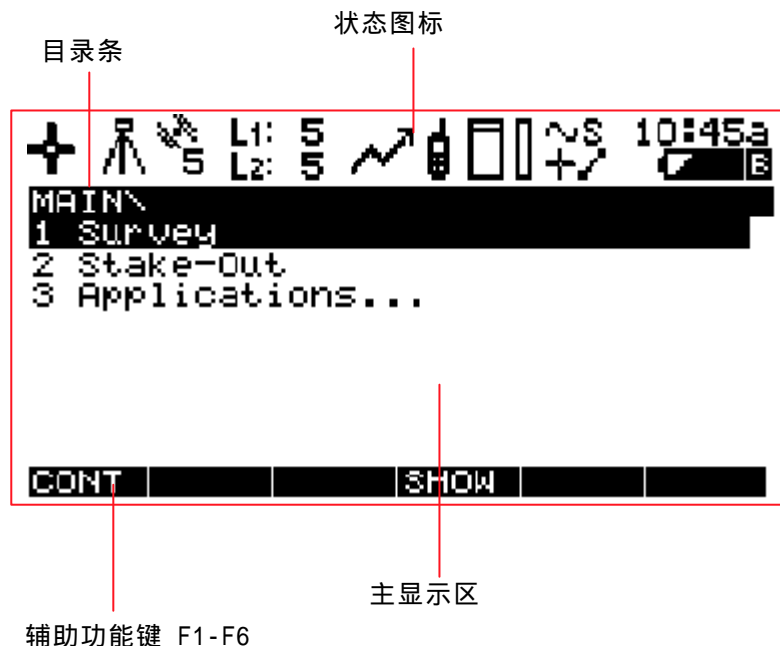 状态图标
目录条
L1: 5 10:45a
5 L2: 5 S B
MAIN\
1 Survey
2 Stake-Out
3 Applications...
CONT SHOW
主显示区
辅助功能键 F1-F6